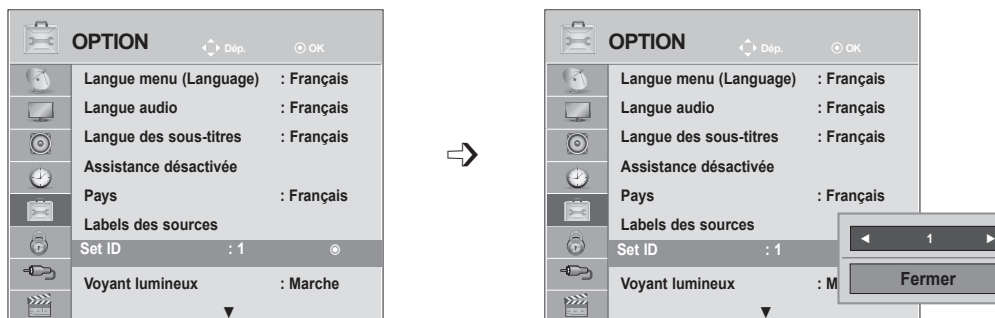 OPTION Dép. OK
Langue menu (Language) : Français
Langue audio : Français
Langue des sous-titres : Français
Assistance désactivée
Pays : Français
Labels des sources
Set ID : 1
Voyant lumineux : Marche
OPTION Dép. OK
Langue menu (Language) : Français
Langue audio : Français
Langue des sous-titres : Français
Assistance désactivée
Pays : Français
Labels des sources
Set ID : 1
Voyant lumineux : M
1
Fermer